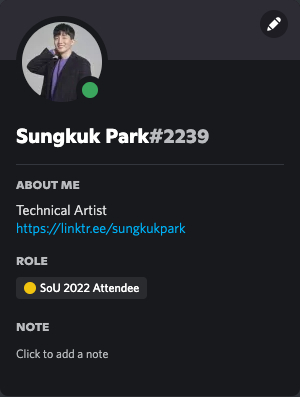 Sungkuk Park#2239
ABOUT ME
Technical Artist
https://linktr.ee/sungkukpark
ROLE
SoU 2022 Attendee
NOTE
Click to add a note